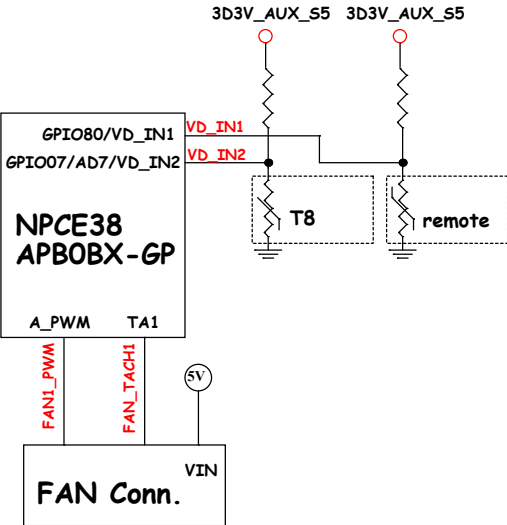 3D3V_AUX_S5 3D3V_AUX_S5
VD_IN1
GPIO80/VD_IN1
VD_IN2
GPIO07/AD7/VD_IN2
T8
remote
NPCE38
APB0BX-GP
A_PWM TA1
FAN1_PWM
FAN_TACH1
5V
VIN
FAN Conn.